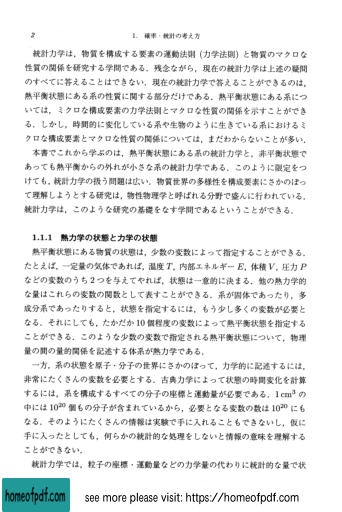 2
1. 確率・統計の考え方
統計力学は，物質を構成する要素の運動法則 (力学法則) と物質のマクロな
性質の関係を研究する学問である．残念ながら，現在の統計力学は上述の疑問
のすべてに答えることはできない．現在の統計力学で答えることができるのは，
熱平衡状態にある系の性質に関する部分だけである．熱平衡状態にある系につ
いては，ミクロな構成要素の力学法則とマクロな性質の関係を示すことができ
る．しかし，時間的に変化している系や生物のように生きている系におけるミ
クロな構成要素とマクロな性質の関係については，まだわからないことが多い．
本書でこれから学ぶのは，熱平衡状態にある系の統計力学と，非平衡状態で
あっても熱平衡からの外れが小さな系の統計力学である．このように限定をつ
けても，統計力学の扱う問題は広い．物質世界の多様性を構成要素にさかのぼっ
て理解しようとする研究は，物性物理学と呼ばれる分野で盛んに行われている．
統計力学は，このような研究の基礎をなす学問であるということができる．
1.1.1 熱力学の状態と力学の状態
熱平衡状態にある物質の状態は，少数の変数によって指定することができる．
たとえば，一定量の気体であれば，温度 T，内部エネルギー E，体積 V，圧力 P
などの変数のうち 2 つを与えてやれば，状態は一意的に決まる．他の熱力学的
な量はこれらの変数の関数として表すことができる．系が固体であったり，多
成分系であったりすると，状態を指定するには，もう少し多くの変数が必要と
なる．それにしても，たかだか 10 個程度の変数によって熱平衡状態を指定する
ことができる．このような少数の変数で指定される熱平衡状態について，物理
量の間の量的関係を記述する体系が熱力学である．
一方，系の状態を原子・分子の世界にさかのぼって，力学的に記述するには，
非常にたくさんの変数を必要とする．古典力学によって状態の時間変化を計算
するには，系を構成するすべての分子の座標と運動量が必要である．1 cm³ の
中には 10²⁰ 個もの分子が含まれているから，必要となる変数の数は 10²⁰ にも
なる．そのようにたくさんの情報は実験で手に入れることもできないし，仮に
手に入ったとしても，何らかの統計的な処理をしないと情報の意味を理解する
ことができない．
統計力学では，粒子の座標・運動量などの力学量の代わりに統計的な量で状
homeofpdf.com
see more please visit: https://homeofpdf.com